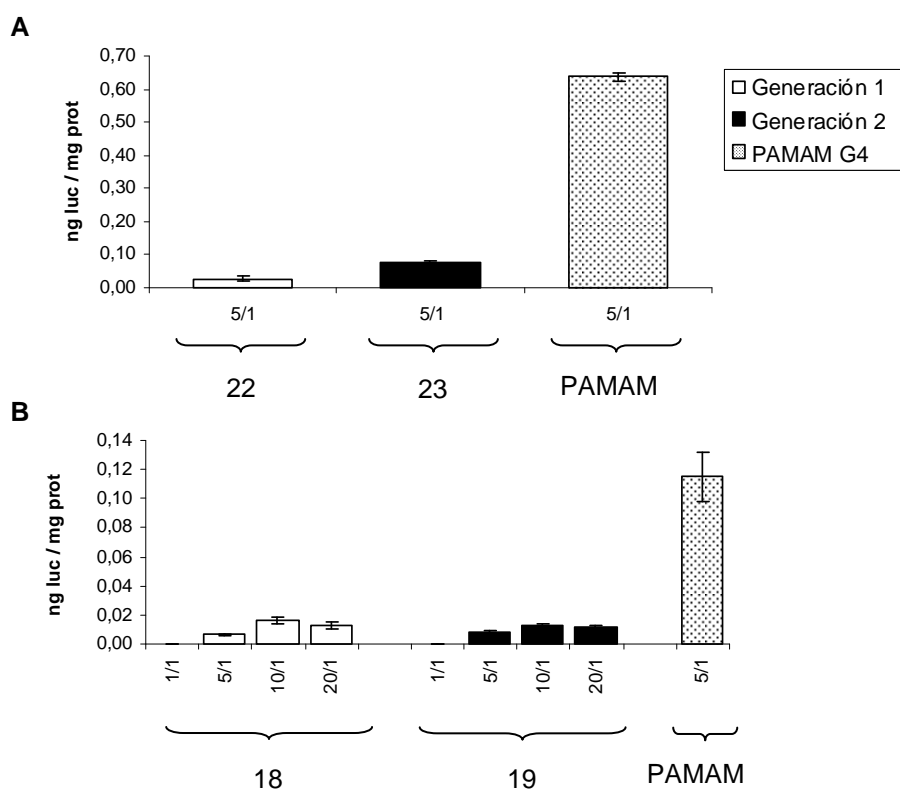 A
0,70
0,60
0,50
0,40
0,30
0,20
0,10
0,00
ng luc / mg prot
5/1 5/1 5/1
22 23 PAMAM
Generación 1
Generación 2
PAMAM G4
B
0,14
0,12
0,10
0,08
0,06
0,04
0,02
0,00
ng luc / mg prot
1/1 5/1 10/1 20/1 1/1 5/1 10/1 20/1 5/1
18 19 PAMAM